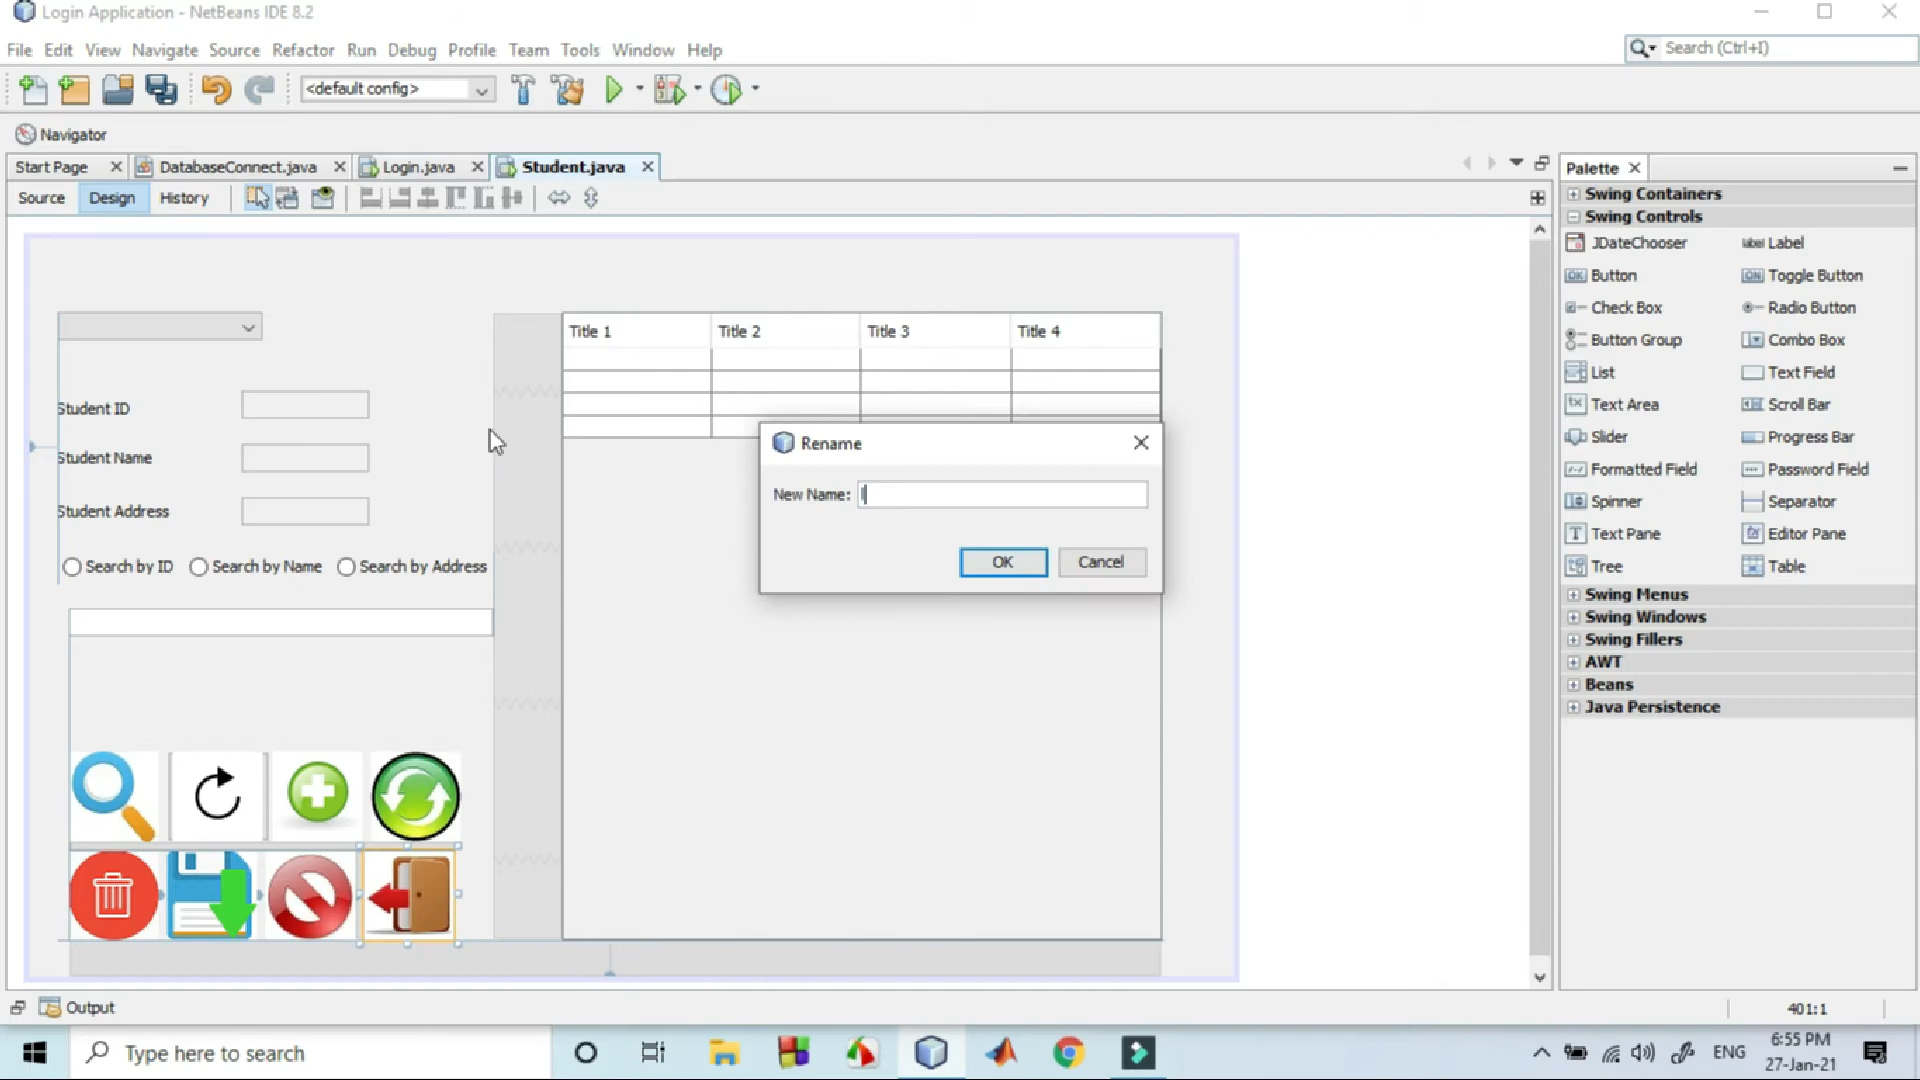 Login Application - NetBeans IDE 8.2
File Edit View Navigate Source Refactor Run Debug Profile Team Tools Window Help
Search (Ctrl+I)
<default config>
Navigator
Start Page DatabaseConnect.java Login.java Student.java
Palette
Source Design History
Swing Containers
Swing Controls
JDateChooser Label
Button Toggle Button
Check Box Radio Button
Button Group Combo Box
List Text Field
Text Area Scroll Bar
Slider Progress Bar
Formatted Field Password Field
Spinner Separator
Text Pane Editor Pane
Tree Table
Swing Menus
Swing Windows
Swing Fillers
AWT
Beans
Java Persistence
Title 1 Title 2 Title 3 Title 4
Student ID
Student Name
Student Address
Search by ID Search by Name Search by Address
Rename
New Name:
OK Cancel
Output
401:1
Type here to search
ENG
6:55 PM
27-Jan-21